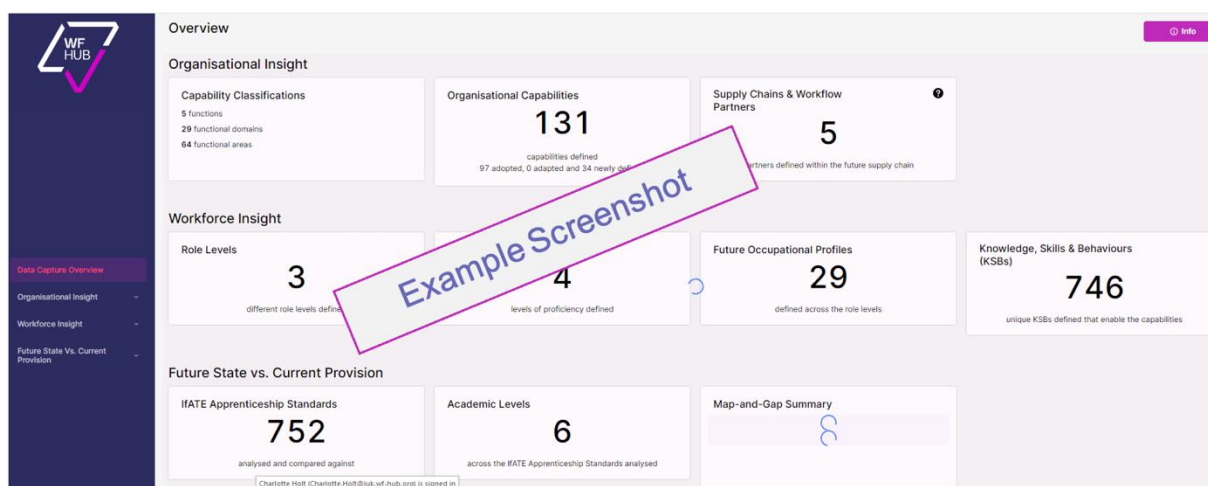 WF
HUB
Overview
Info
Organisational Insight
Capability Classifications
5 functions
29 functional domains
64 functional areas
Organisational Capabilities
131
capabilities defined
97 adopted, 0 adapted and 34 newly
Supply Chains & Workflow
Partners
5
defined within the future supply chain
Example Screenshot
Workforce Insight
Role Levels
3
different role levels
4
levels of proficiency defined
Future Occupational Profiles
29
defined across the role levels
Knowledge, Skills & Behaviours
(KSBs)
746
unique KSBs defined that enable the capabilities
Data Capture Overview
Organisational Insight
Workforce Insight
Future State Vs. Current
Provision
Future State vs. Current Provision
IfATE Apprenticeship Standards
752
analysed and compared against
Academic Levels
6
across the IfATE Apprenticeship Standards analysed
Map-and-Gap Summary
Charlotte Holt (Charlotte.Holt@iuk.wf-hub.org) is signed in